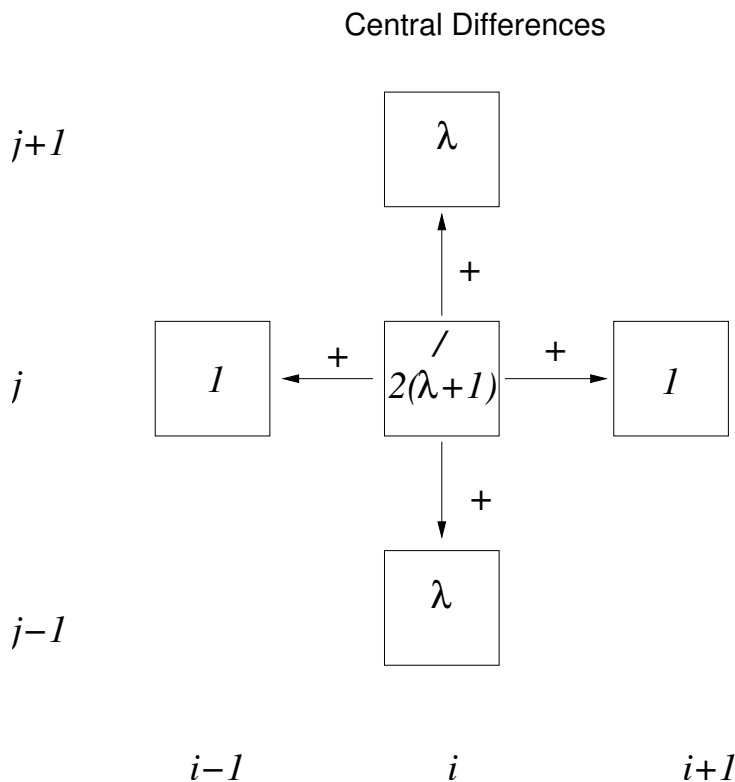 Central Differences
j+1
λ
+
j
1
+
/
2(λ+1)
+
1
+
λ
j−1
i−1
i
i+1